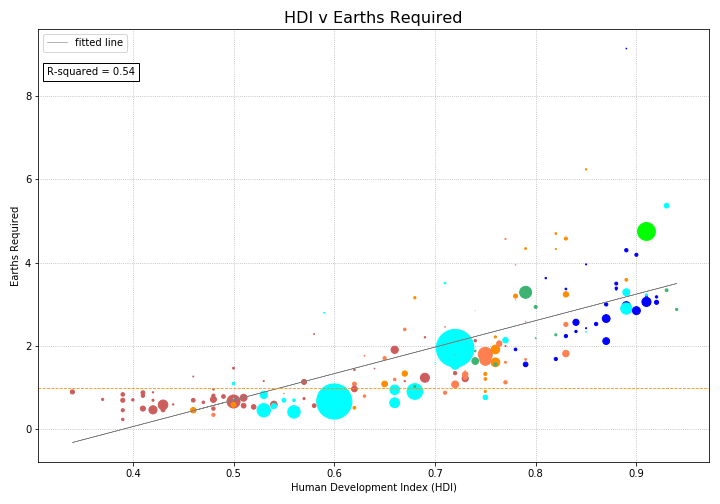 HDI v Earths Required
fitted line
R-squared = 0.54
Earths Required
8
6
4
2
0
0.4 0.5 0.6 0.7 0.8 0.9
Human Development Index (HDI)